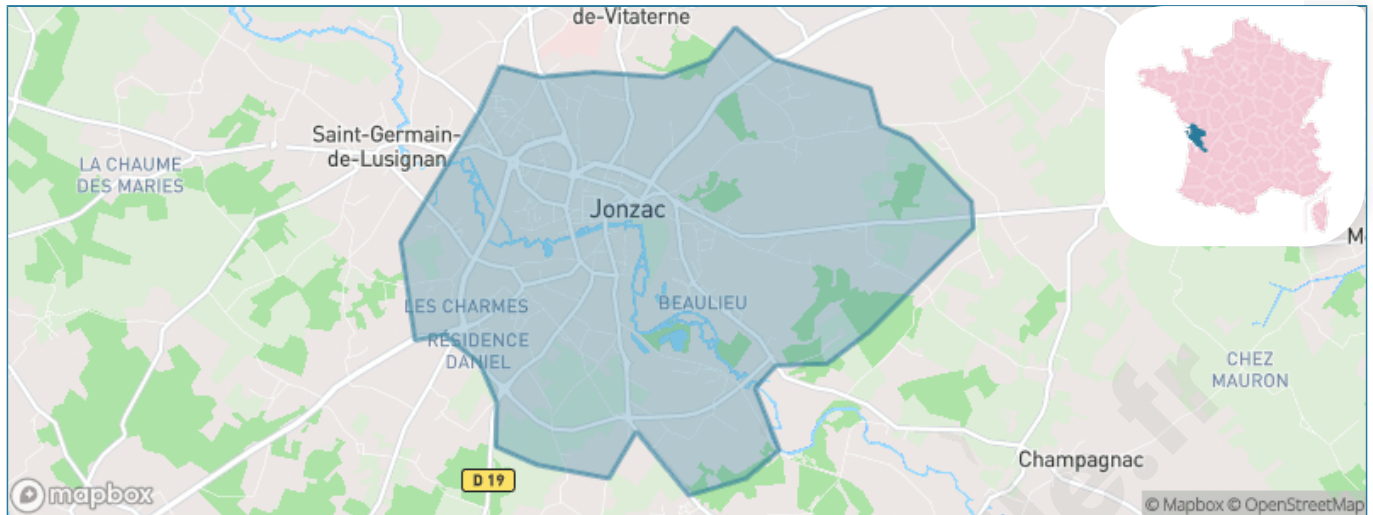 de-Vitaterne
Saint-Germain-
de-Lusignan
LA CHAUME
DES MARIES
Jonzac
LES CHARMES
BEAULIEU
RÉSIDENCE
DANIEL
CHEZ
MAURON
Champagnac
D 19
mapbox
© Mapbox © OpenStreetMap